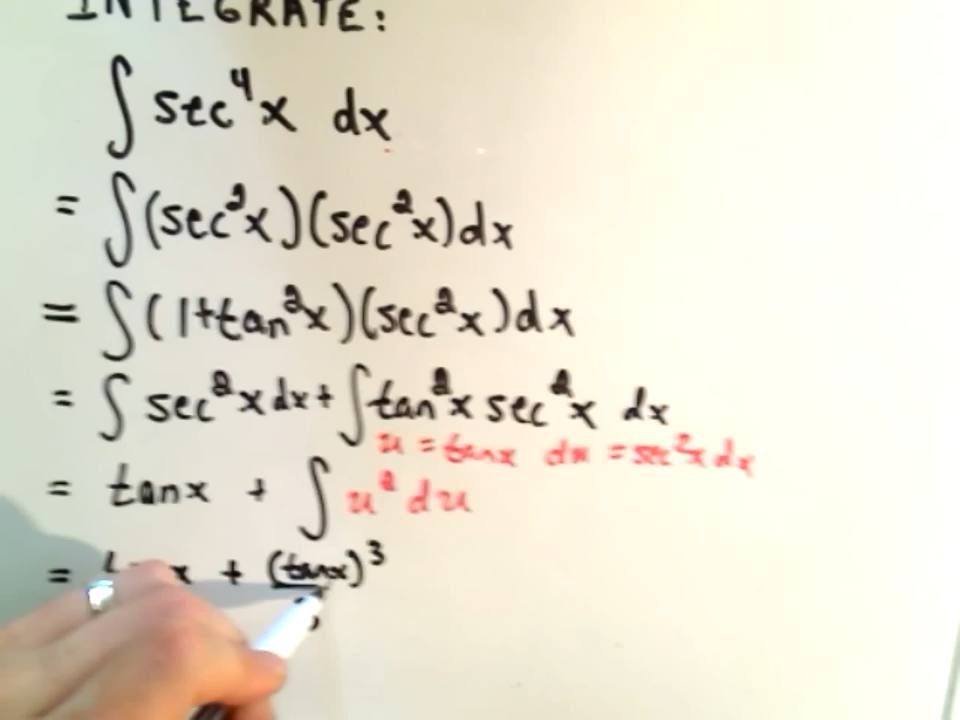 INTEGRATE:
∫ sec⁴x dx
= ∫(sec²x)(sec²x)dx
= ∫(1+tan²x)(sec²x)dx
= ∫ sec²x dx + ∫tan²x sec²x dx
u = tanx du = sec²x dx
= tanx + ∫ u² du
= x + (tanx)³